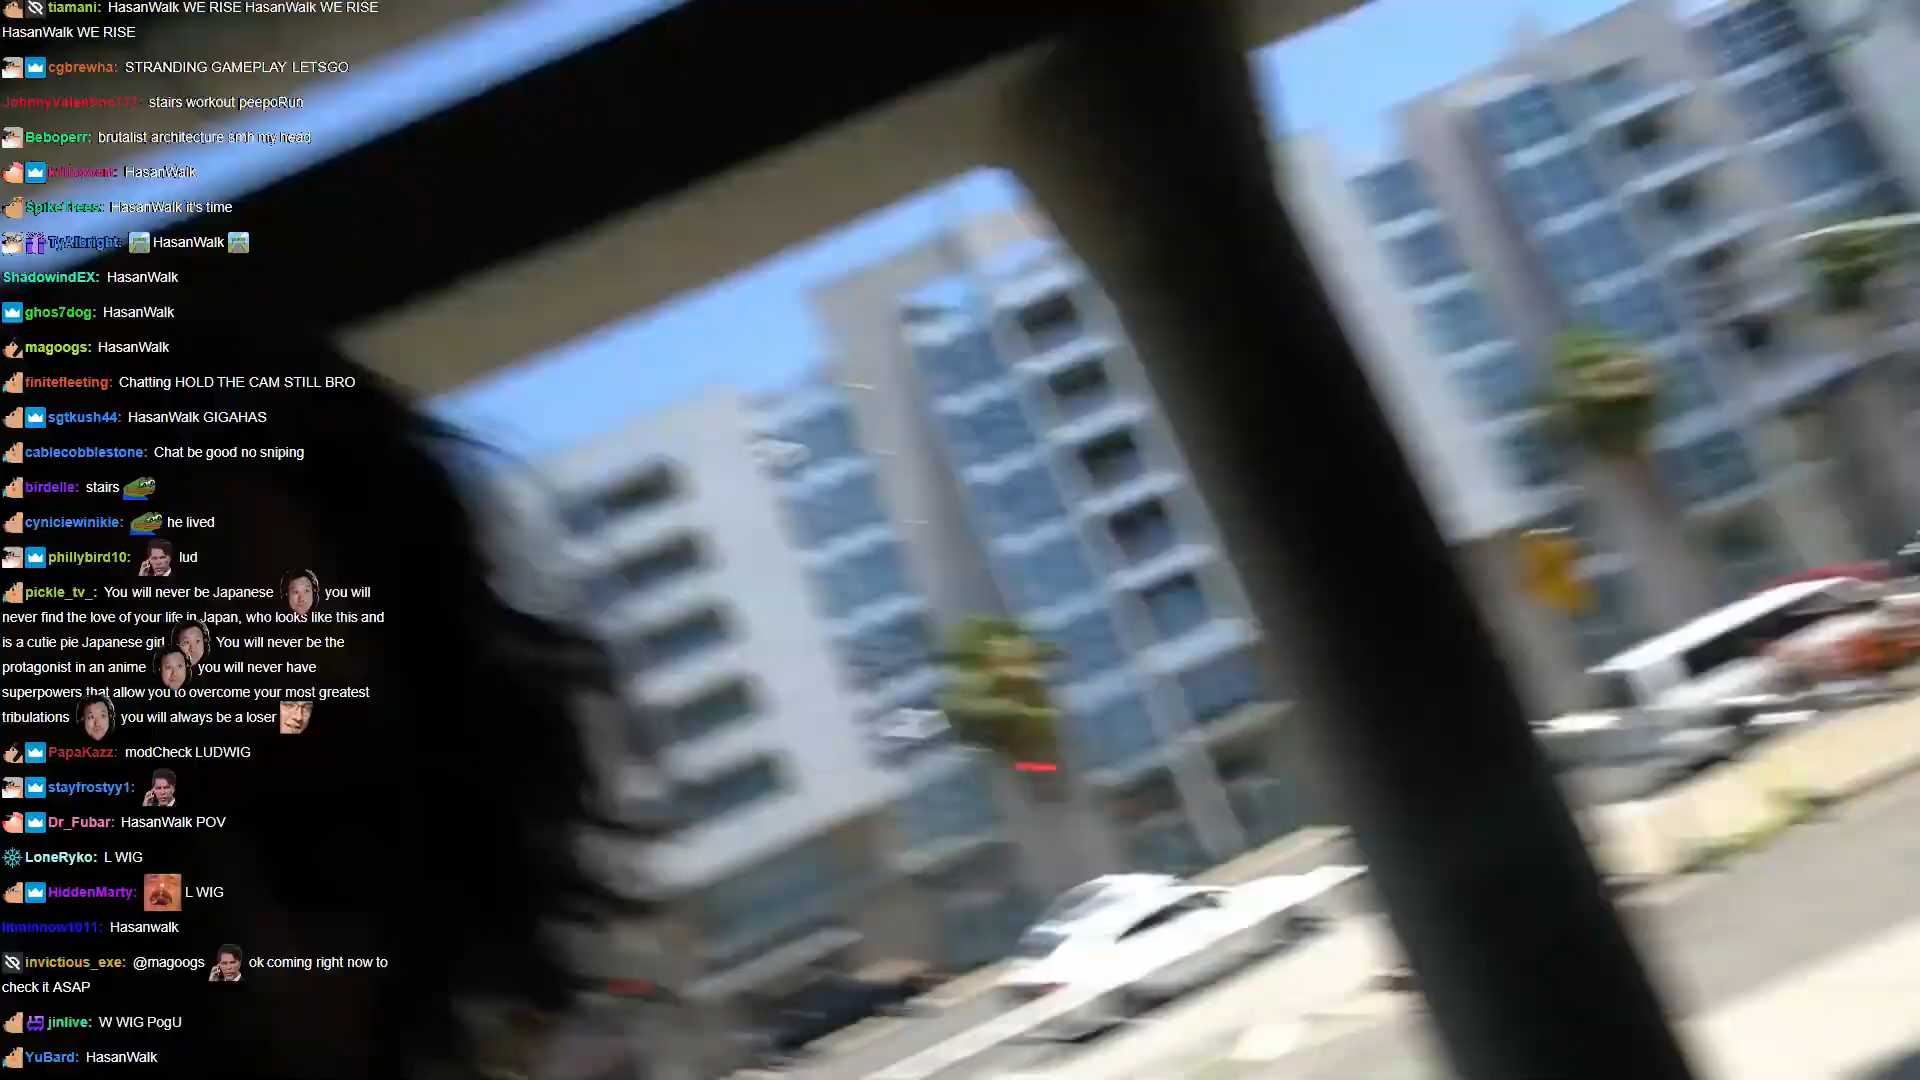 tiamani: HasanWalk WE RISE HasanWalk WE RISE
HasanWalk WE RISE
cgbrewha: STRANDING GAMEPLAY LETSGO
JohnnyValentino777: stairs workout peepoRun
Beboperr: brutalist architecture smh my head
HasanWalk
SpikeTrees: HasanWalk it's time
TyAlbright: HasanWalk
ShadowindEX: HasanWalk
ghos7dog: HasanWalk
magoogs: HasanWalk
finitefleeting: Chatting HOLD THE CAM STILL BRO
sgtkush44: HasanWalk GIGAHAS
cablecobblestone: Chat be good no sniping
birdelle: stairs
cyniciewinikie: he lived
phillybird10: lud
pickle_tv_: You will never be Japanese you will
never find the love of your life in Japan, who looks like this and
is a cutie pie Japanese girl You will never be the
protagonist in an anime you will never have
superpowers that allow you to overcome your most greatest
tribulations you will always be a loser
PapaKazz: modCheck LUDWIG
stayfrostyy1:
Dr_Fubar: HasanWalk POV
LoneRyko: L WIG
HiddenMarty: L WIG
litminnow1011: Hasanwalk
invictious_exe: @magoogs ok coming right now to
check it ASAP
jinlive: W WIG PogU
YuBard: HasanWalk